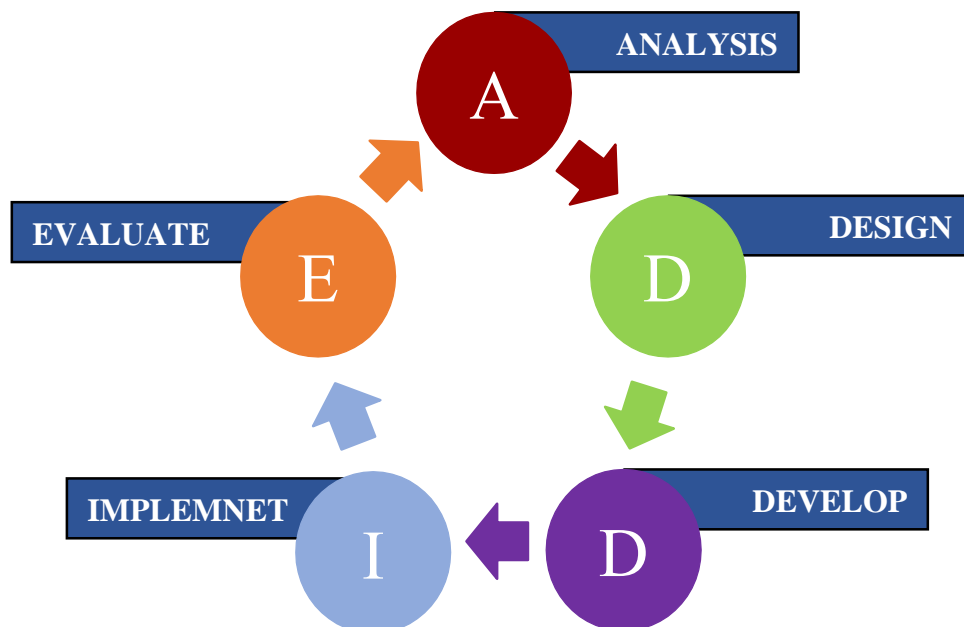 A
ANALYSIS
D
DESIGN
D
DEVELOP
I
IMPLEMNET
E
EVALUATE